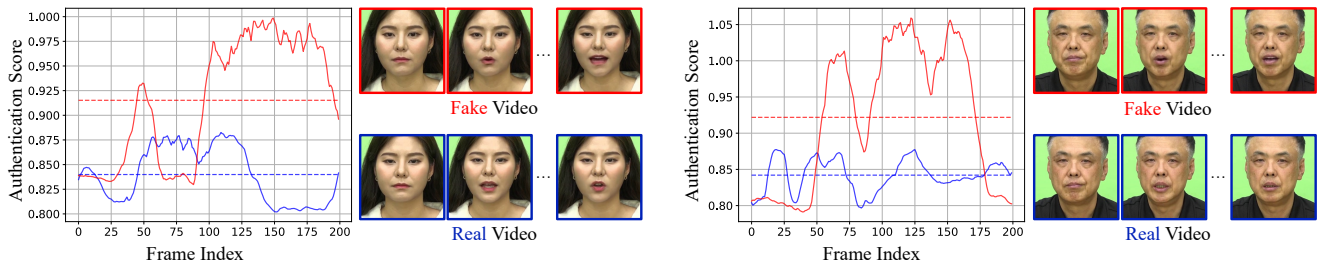 Authentication Score
1.000
0.975
0.950
0.925
0.900
0.875
0.850
0.825
0.800
0 25 50 75 100 125 150 175 200
Frame Index
...
Fake Video
...
Real Video
Authentication Score
1.05
1.00
0.95
0.90
0.85
0.80
0 25 50 75 100 125 150 175 200
Frame Index
...
Fake Video
...
Real Video